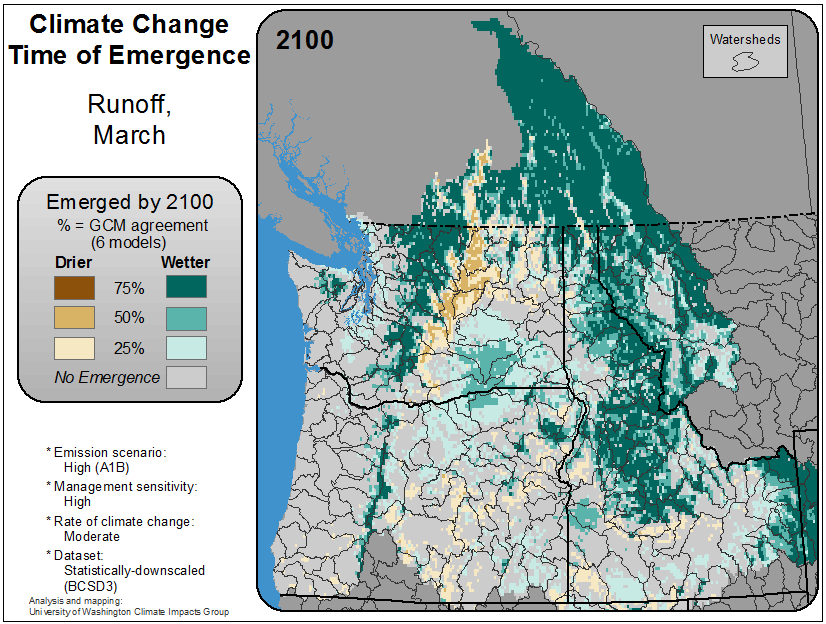 Climate Change
Time of Emergence
Runoff,
March
Emerged by 2100
% = GCM agreement
(6 models)
Drier Wetter
75%
50%
25%
No Emergence
* Emission scenario:
High (A1B)
* Management sensitivity:
High
* Rate of climate change:
Moderate
* Dataset:
Statistically-downscaled
(BCSD3)
Analysis and mapping:
University of Washington Climate Impacts Group
2100
Watersheds